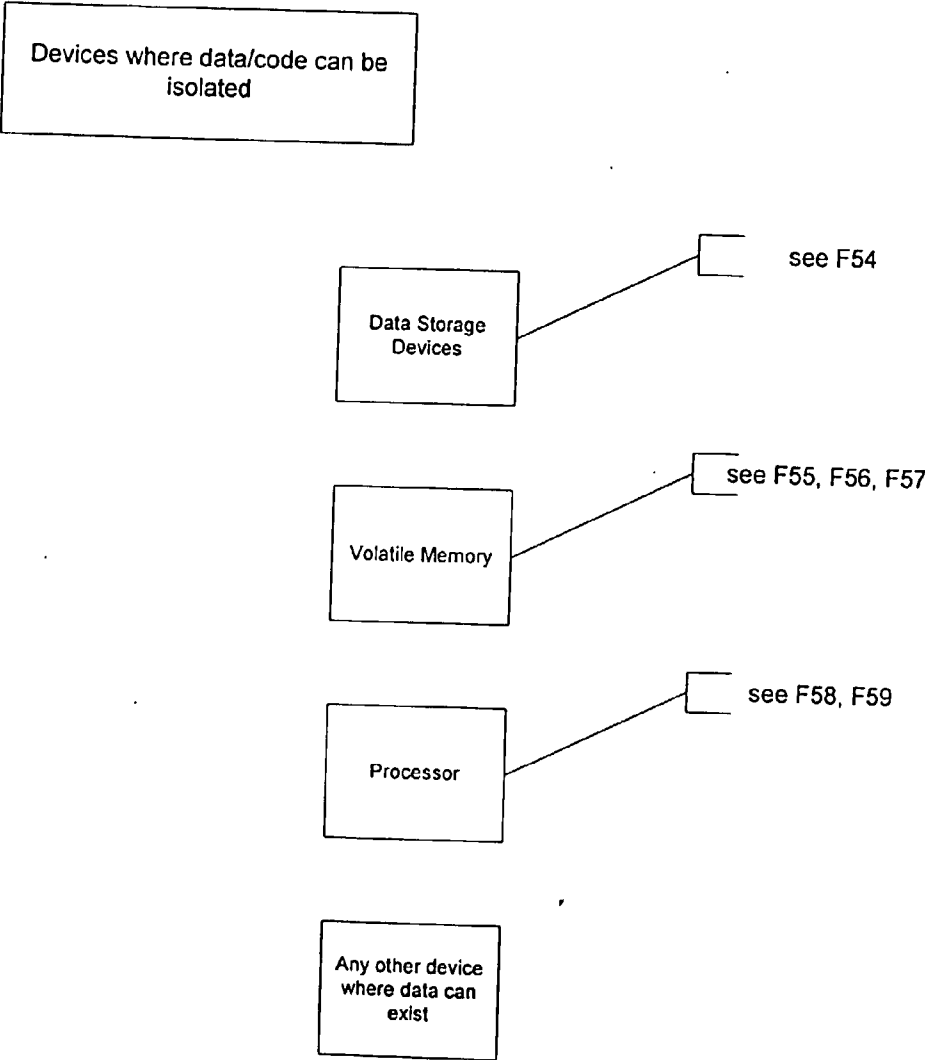 Devices where data/code can be
isolated
see F54
Data Storage
Devices
see F55, F56, F57
Volatile Memory
see F58, F59
Processor
Any other device
where data can
exist